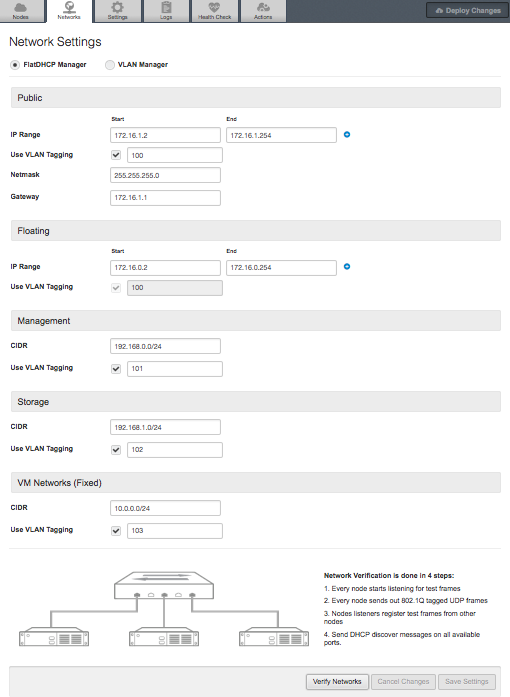 Nodes Networks Settings Logs Health Check Actions Deploy Changes
Network Settings
FlatDHCP Manager VLAN Manager
Public
Start End
IP Range 172.16.1.2 172.16.1.254
Use VLAN Tagging 100
Netmask 255.255.255.0
Gateway 172.16.1.1
Floating
Start End
IP Range 172.16.0.2 172.16.0.254
Use VLAN Tagging 100
Management
CIDR 192.168.0.0/24
Use VLAN Tagging 101
Storage
CIDR 192.168.1.0/24
Use VLAN Tagging 102
VM Networks (Fixed)
CIDR 10.0.0.0/24
Use VLAN Tagging 103
Network Verification is done in 4 steps:
1. Every node starts listening for test frames
2. Every node sends out 802.1Q tagged UDP frames
3. Nodes listeners register test frames from other
nodes
4. Send DHCP discover messages on all available
ports.
Verify Networks Cancel Changes Save Settings